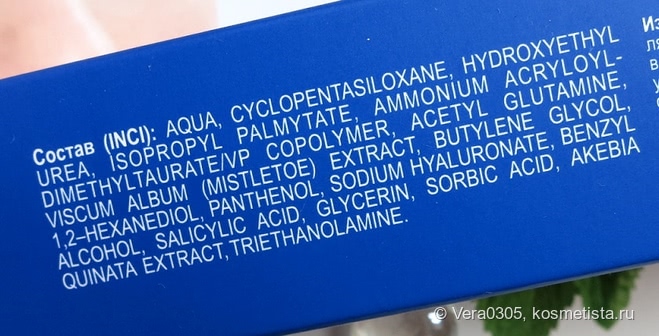 Состав (INCI): AQUA, CYCLOPENTASILOXANE, HYDROXYETHYL
UREA, ISOPROPYL PALMYTATE, AMMONIUM ACRYLOYL-
DIMETHYLTAURATE/VP COPOLYMER, ACETYL GLUTAMINE,
VISCUM ALBUM (MISTLETOE) EXTRACT, BUTYLENE GLYCOL,
1,2–HEXANEDIOL, PANTHENOL, SODIUM HYALURONATE, BENZYL
ALCOHOL, SALICYLIC ACID, GLYCERIN, SORBIC ACID, AKEBIA
QUINATA EXTRACT, TRIETHANOLAMINE.
© Vera0305, kosmetista.ru